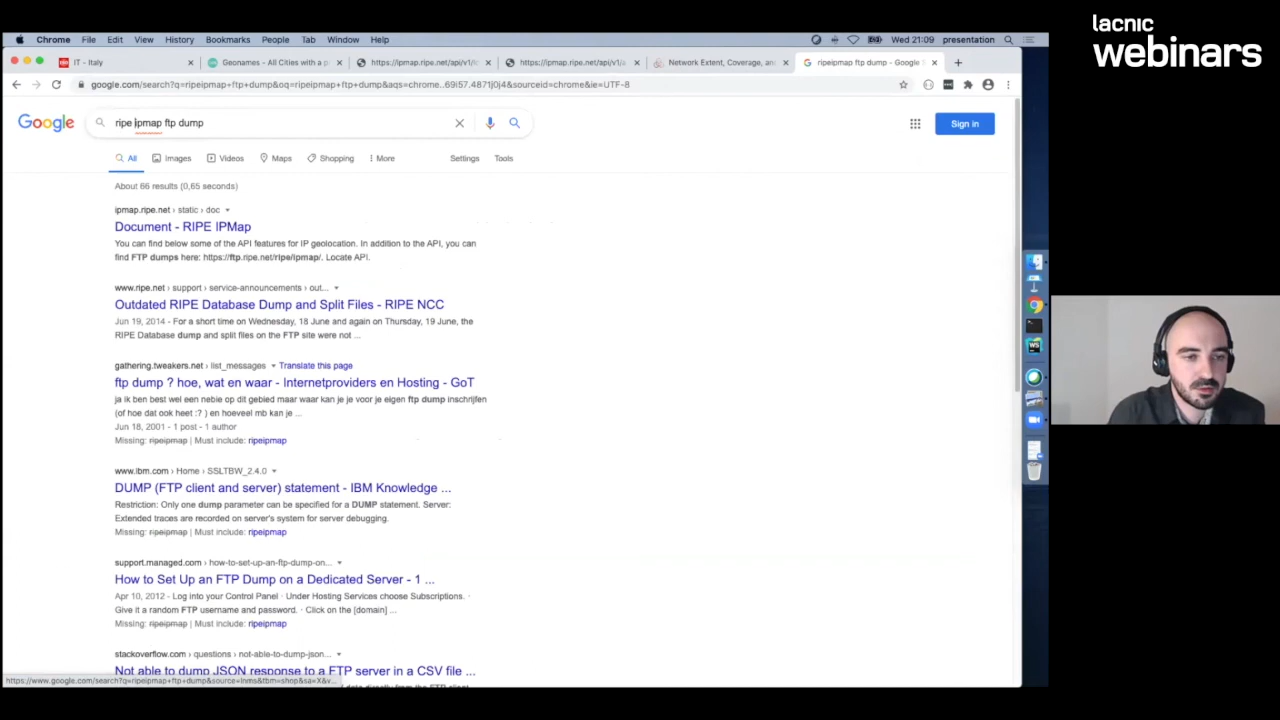 lacnic
webinars
Chrome File Edit View History Bookmarks People Tab Window Help
Wed 21:09 presentation
IT - Italy
Geonames - All Cities with a p
https://ipmap.ripe.net/api/v1/lo
https://ipmap.ripe.net/api/v1/a
Network Extent, Coverage, an
ripeipmap ftp dump - Google S
google.com/search?q=ripeipmap+ftp+dump&oq=ripeipmap+ftp+dump&aqs=chrome..69i57.4871j0j4&sourceid=chrome&ie=UTF-8
Google
ripe ipmap ftp dump
Sign in
All Images Videos Maps Shopping More Settings Tools
About 66 results (0,65 seconds)
ipmap.ripe.net › static › doc
Document - RIPE IPMap
You can find below some of the API features for IP geolocation. In addition to the API, you can
find FTP dumps here: https://ftp.ripe.net/ripe/ipmap/. Locate API.
www.ripe.net › support › service-announcements › out...
Outdated RIPE Database Dump and Split Files - RIPE NCC
Jun 19, 2014 - For a short time on Wednesday, 18 June and again on Thursday, 19 June, the
RIPE Database dump and split files on the FTP site were not ...
gathering.tweakers.net › list_messages Translate this page
ftp dump ? hoe, wat en waar - Internetproviders en Hosting - GoT
ja ik ben best wel een nebie op dit gebied maar waar kan je je voor je eigen ftp dump inschrijfen
(of hoe dat ook heet :? ) en hoeveel mb kan je ...
Jun 18, 2001 - 1 post - 1 author
Missing: ripeipmap | Must include: ripeipmap
www.ibm.com › Home › SSLTBW_2.4.0
DUMP (FTP client and server) statement - IBM Knowledge ...
Restriction: Only one dump parameter can be specified for a DUMP statement. Server:
Extended traces are recorded on server's system for server debugging.
Missing: ripeipmap | Must include: ripeipmap
support.managed.com › how-to-set-up-an-ftp-dump-on...
How to Set Up an FTP Dump on a Dedicated Server - 1 ...
Apr 10, 2012 - Log into your Control Panel · Under Hosting Services choose Subscriptions. ·
Give it a random FTP username and password. · Click on the [domain] ...
Missing: ripeipmap | Must include: ripeipmap
stackoverflow.com › questions › not-able-to-dump-json...
Not able to dump JSON response to a FTP server in a CSV file ...
https://www.google.com/search?q=ripeipmap+ftp+dump&source=lnms&tbm=shop&sa=X&v...